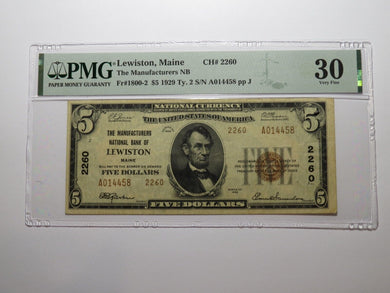 PMG
PAPER MONEY GUARANTY
Lewiston, Maine CH# 2260
The Manufacturers NB
Fr#1800-2 $5 1929 Ty. 2 S/N A014458 pp J
30
Very Fine
NATIONAL CURRENCY
THE UNITED STATES OF AMERICA
5 5
THE MANUFACTURERS
NATIONAL BANK OF
LEWISTON
MAINE
FIVE DOLLARS
2260 A014458
A014458 2260
2260
2260
5 5
FIVE DOLLARS